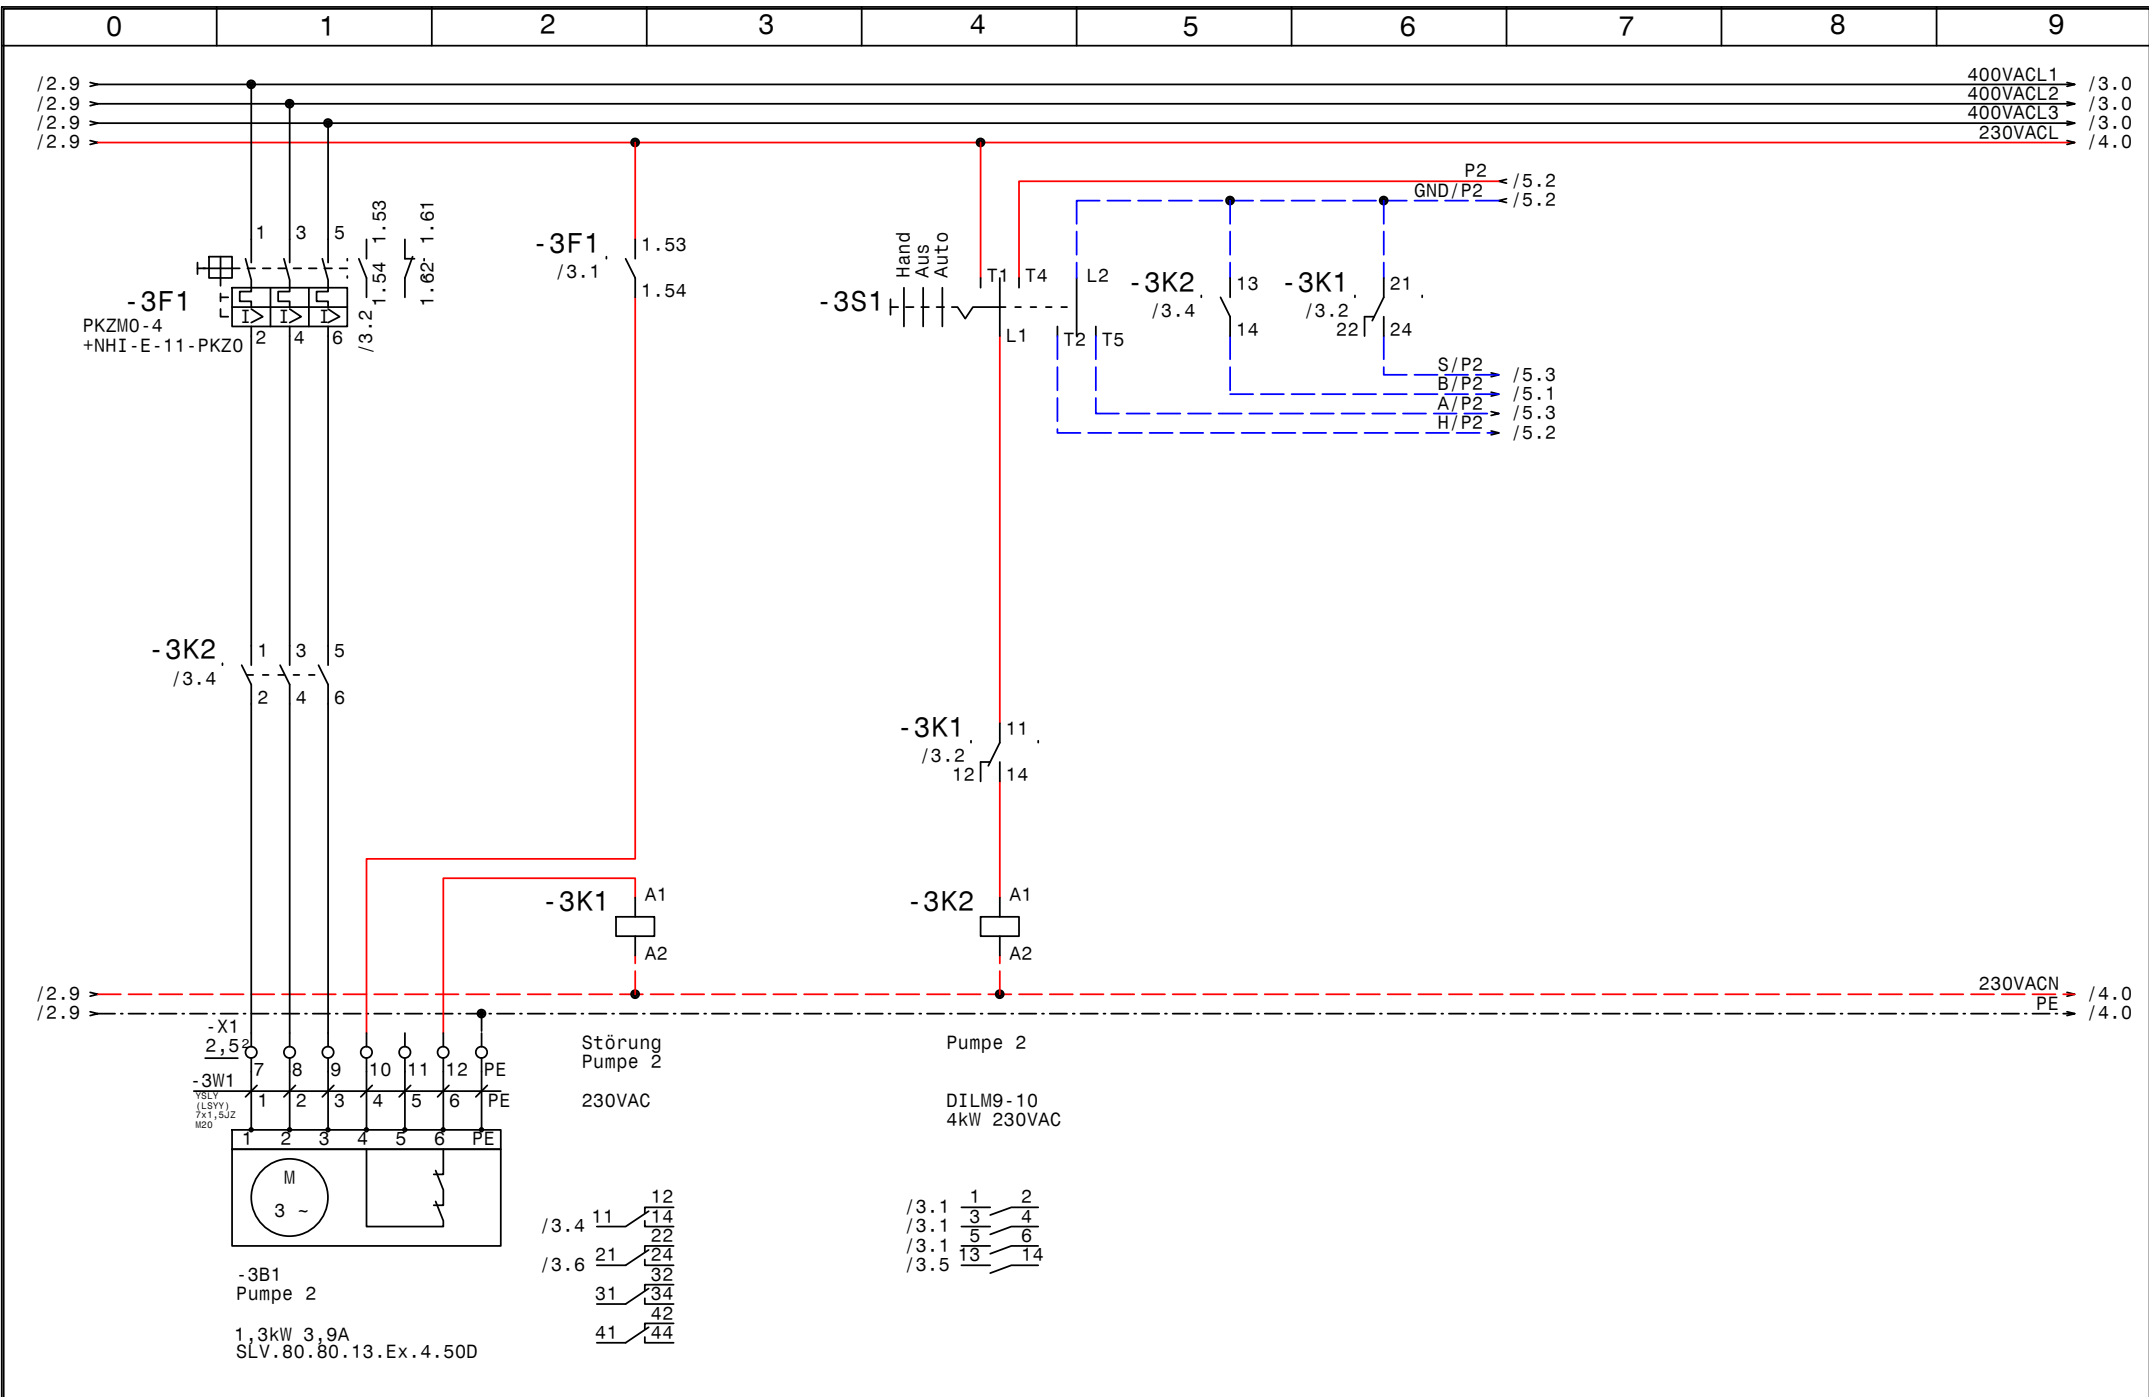 0 1 2 3 4 5 6 7 8 9
/2.9 400VACL1 /3.0
/2.9 400VACL2 /3.0
/2.9 400VACL3 /3.0
/2.9 230VACL /4.0
P2 /5.2
GND/P2 /5.2
1 3 5 1.53 1.61
1.54 1.62
-3F1
PKZM0-4
+NHI-E-11-PKZ0
I> I> I>
2 4 6 /3.2
-3F1 1.53
/3.1
1.54
Hand
Aus
Auto
-3S1
T1 T4 L2
L1 T2 T5
-3K2 13
/3.4
14
-3K1 21
/3.2
22 24
S/P2 /5.3
B/P2 /5.1
A/P2 /5.3
H/P2 /5.2
-3K2 1 3 5
/3.4
2 4 6
-3K1 11
/3.2
12 14
-3K1 A1
A2
-3K2 A1
A2
/2.9 230VACN /4.0
/2.9 PE /4.0
-X1
2,5²
7 8 9 10 11 12 PE
-3W1
YSLY
(LSYY)
7x1,5JZ
M20
1 2 3 4 5 6 PE
1 2 3 4 5 6 PE
M
3 ~
-3B1
Pumpe 2
1,3kW 3,9A
SLV.80.80.13.Ex.4.50D
Störung
Pumpe 2
230VAC
Pumpe 2
DILM9-10
4kW 230VAC
12
/3.4 11 14
22
/3.6 21 24
32
31 34
42
41 44
/3.1 1 2
/3.1 3 4
/3.1 5 6
/3.5 13 14